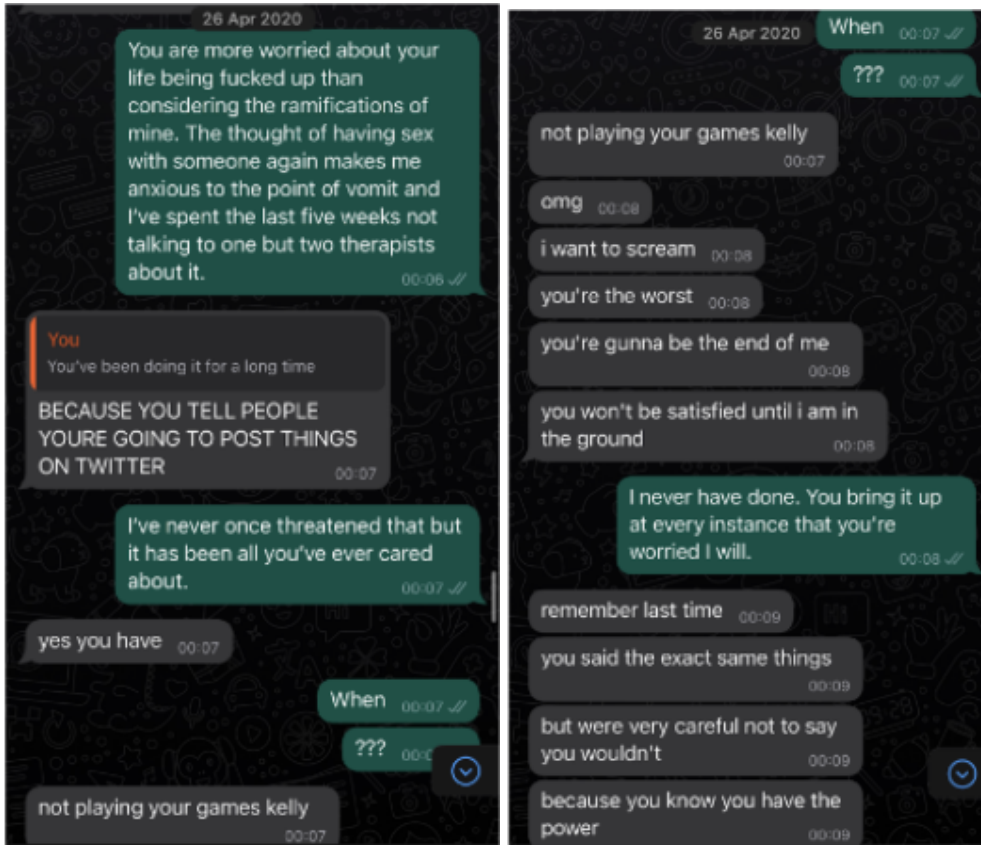 26 Apr 2020
You are more worried about your
life being fucked up than
considering the ramifications of
mine. The thought of having sex
with someone again makes me
anxious to the point of vomit and
I've spent the last five weeks not
talking to one but two therapists
about it.
00:06
You
You've been doing it for a long time
BECAUSE YOU TELL PEOPLE
YOURE GOING TO POST THINGS
ON TWITTER
00:07
I've never once threatened that but
it has been all you've ever cared
about.
00:07
yes you have 00:07
When 00:07
???
not playing your games kelly
00:07
26 Apr 2020
When 00:07
??? 00:07
not playing your games kelly
00:07
omg 00:08
i want to scream 00:08
you're the worst 00:08
you're gunna be the end of me
00:08
you won't be satisfied until i am in
the ground
00:08
I never have done. You bring it up
at every instance that you're
worried I will.
00:08
remember last time 00:09
you said the exact same things
00:09
but were very careful not to say
you wouldn't
00:09
because you know you have the
power
00:09